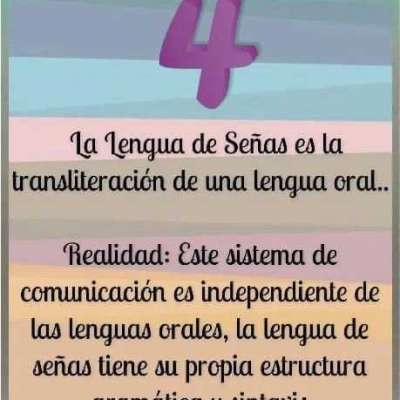 4
La Lengua de Señas es la
transliteración de una lengua oral..
Realidad: Este sistema de
comunicación es independiente de
las lenguas orales, la lengua de
señas tiene su propia estructura